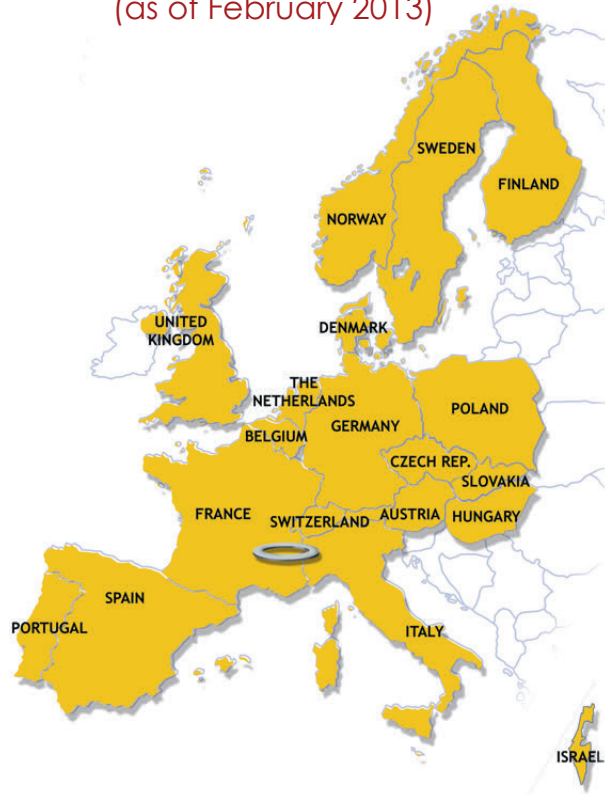 (as of February 2013)
SWEDEN
FINLAND
NORWAY
UNITED
KINGDOM
DENMARK
THE
NETHERLANDS
BELGIUM
GERMANY
POLAND
CZECH REP.
SLOVAKIA
FRANCE
SWITZERLAND
AUSTRIA
HUNGARY
SPAIN
PORTUGAL
ITALY
ISRAEL